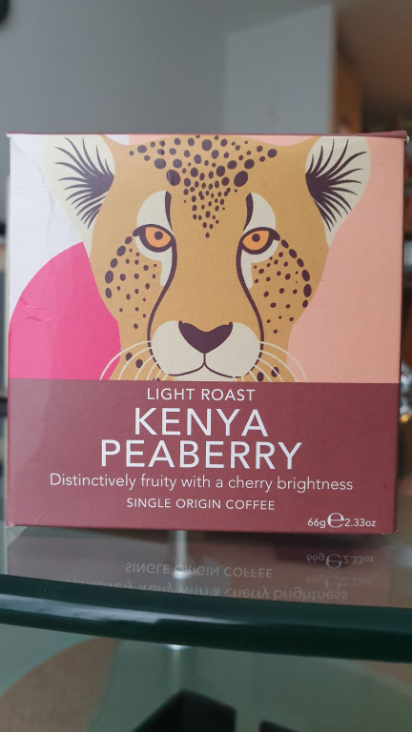 LIGHT ROAST
KENYA
PEABERRY
Distinctively fruity with a cherry brightness
SINGLE ORIGIN COFFEE
66g ℮ 2.33oz